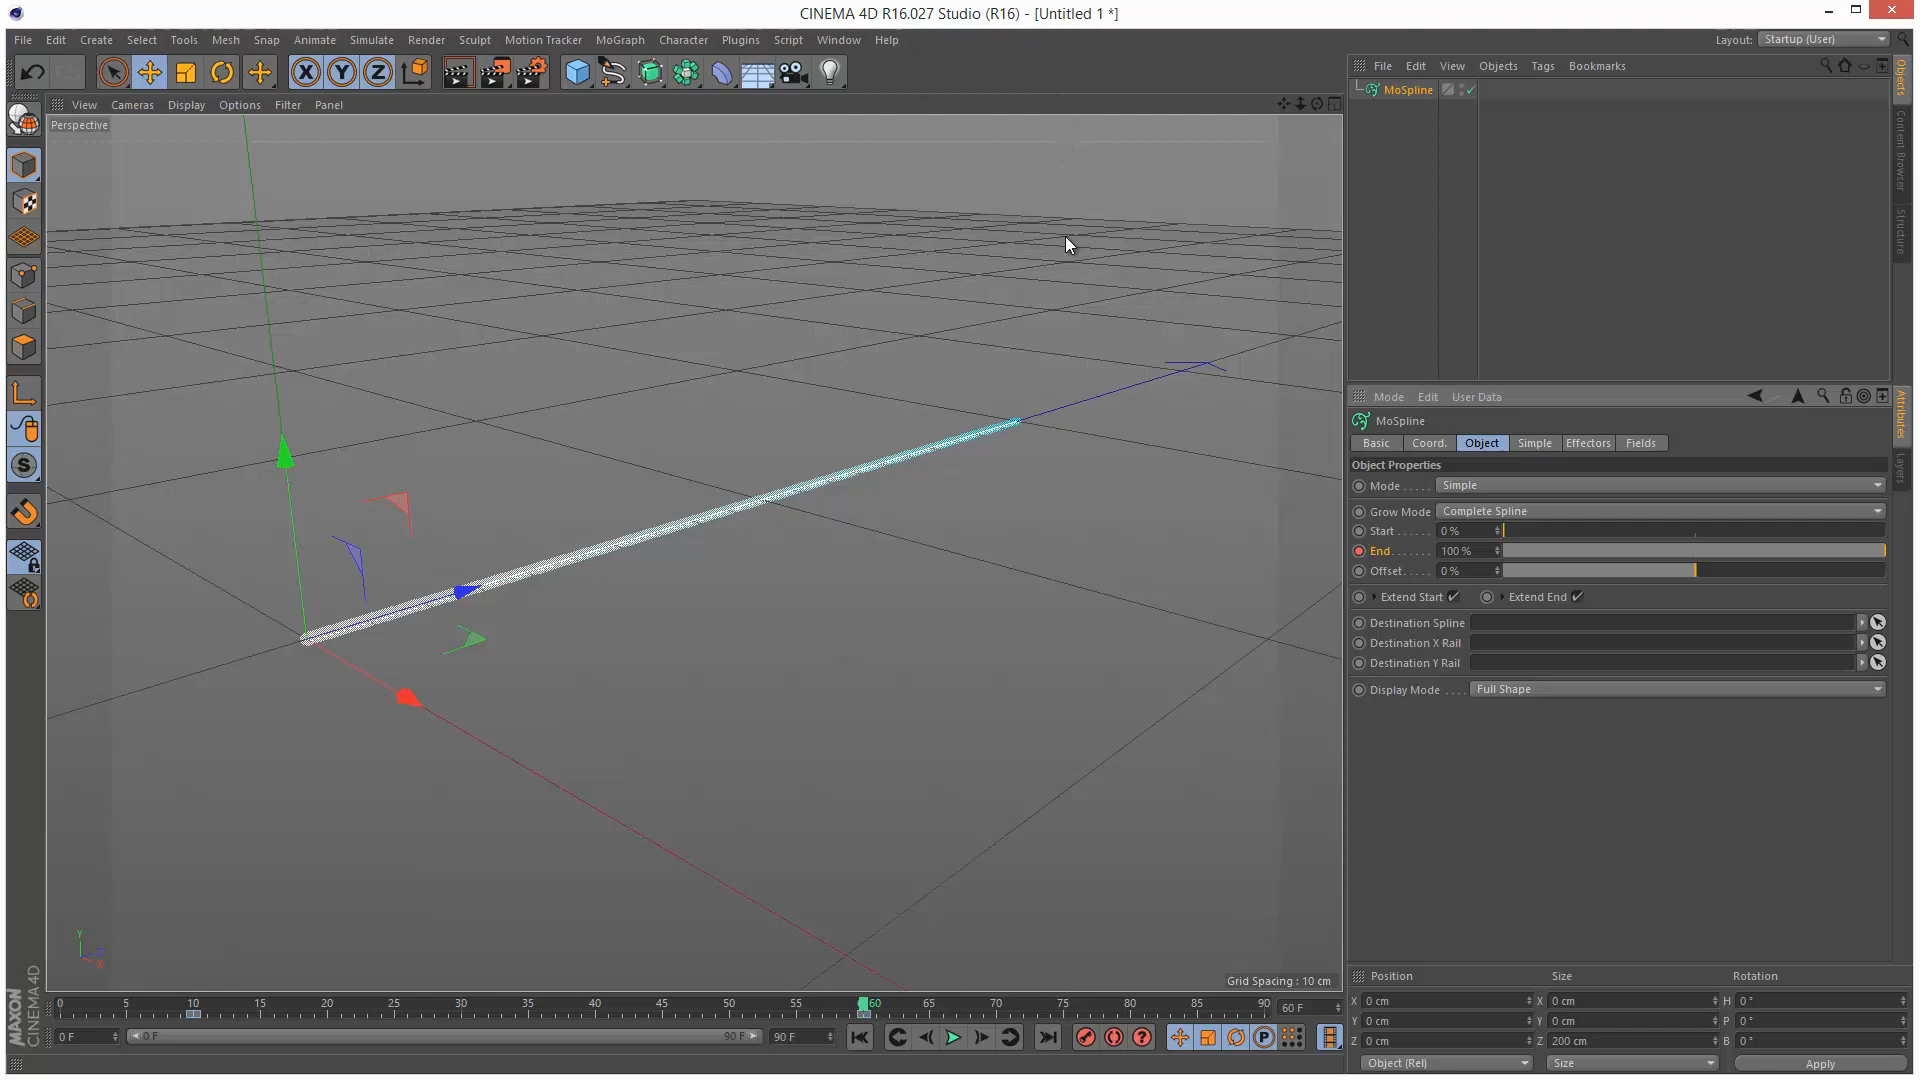 CINEMA 4D R16.027 Studio (R16) - [Untitled 1 *]
File Edit Create Select Tools Mesh Snap Animate Simulate Render Sculpt Motion Tracker MoGraph Character Plugins Script Window Help
Layout: Startup (User)
X Y Z
File Edit View Objects Tags Bookmarks
MoSpline
View Cameras Display Options Filter Panel
Perspective
Objects
Content Browser
Structure
Mode Edit User Data
MoSpline
Basic Coord. Object Simple Effectors Fields
Object Properties
Mode . . . . . Simple
Grow Mode Complete Spline
Start . . . . . . 0 %
End. . . . . . . 100 %
Offset. . . . . 0 %
Extend Start Extend End
Destination Spline
Destination X Rail
Destination Y Rail
Display Mode . . . . Full Shape
Attributes
Layers
S
Y
Z
X
Grid Spacing : 10 cm
0 5 10 15 20 25 30 35 40 45 50 55 60 65 70 75 80 85 90 60 F
0 F 0 F 90 F 90 F
P
Position Size Rotation
X 0 cm X 0 cm H 0 °
Y 0 cm Y 0 cm P 0 °
Z 0 cm Z 200 cm B 0 °
Object (Rel) Size Apply
MAXON
CINEMA 4D